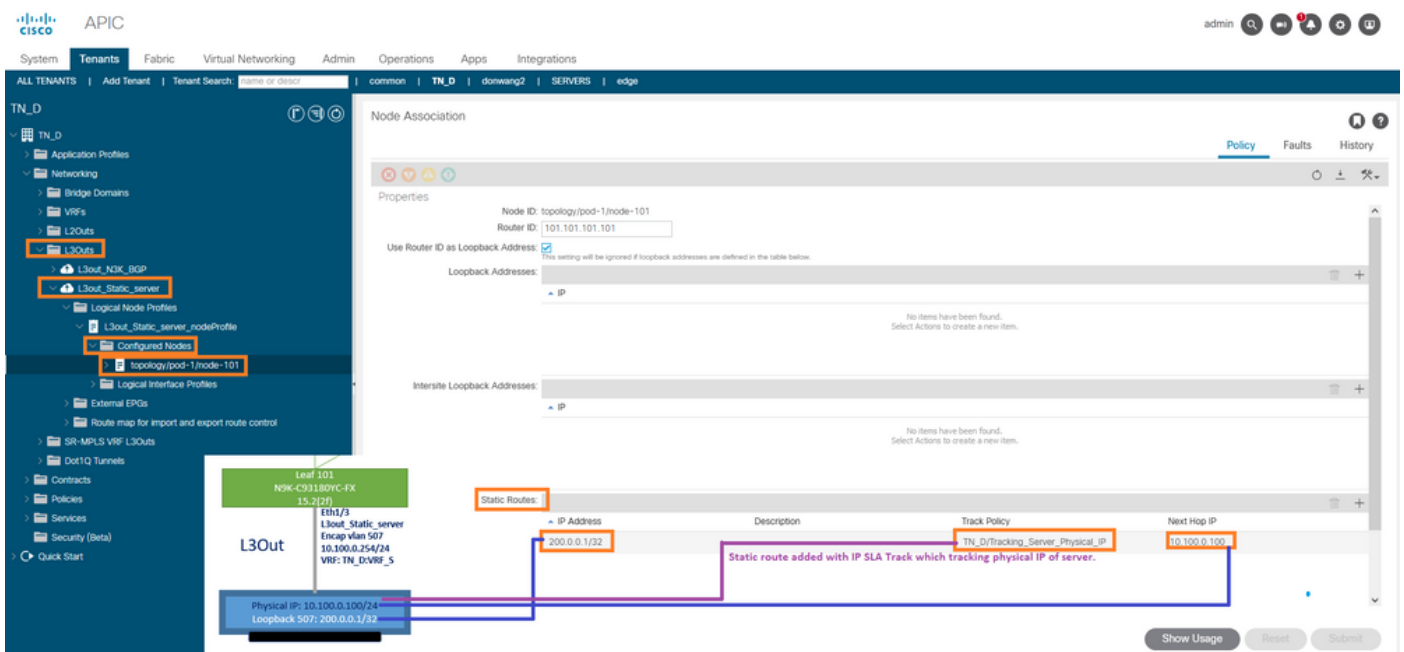 CISCO
APIC
admin
1
System Tenants Fabric Virtual Networking Admin Operations Apps Integrations
ALL TENANTS | Add Tenant | Tenant Search: name or descr | common | TN_D | donwang2 | SERVERS | edge
TN_D
TN_D
Application Profiles
Networking
Bridge Domains
VRFs
L2Outs
L3Outs
L3out_N3K_BGP
L3out_Static_server
Logical Node Profiles
L3out_Static_server_nodeProfile
Configured Nodes
topology/pod-1/node-101
Logical Interface Profiles
External EPGs
Route map for import and export route control
SR-MPLS VRF L3Outs
Dot1Q Tunnels
Contracts
Policies
Services
Security (Beta)
Quick Start
Node Association
Policy Faults History
Properties
Node ID: topology/pod-1/node-101
Router ID: 101.101.101.101
Use Router ID as Loopback Address:
This setting will be ignored if loopback addresses are defined in the table below.
Loopback Addresses:
IP
No items have been found.
Select Actions to create a new item.
Intersite Loopback Addresses:
IP
No items have been found.
Select Actions to create a new item.
Static Routes:
IP Address Description Track Policy Next Hop IP
200.0.0.1/32 TN_D/Tracking_Server_Physical_IP 10.100.0.100
Static route added with IP SLA Track which tracking physical IP of server.
Leaf 101
N9K-C93180YC-FX
15.2(2f)
L3Out
Eth1/3
L3out_Static_server
Encap vlan 507
10.100.0.254/24
VRF: TN_D:VRF_5
Physical IP: 10.100.0.100/24
Loopback 507: 200.0.0.1/32
Show Usage Reset Submit